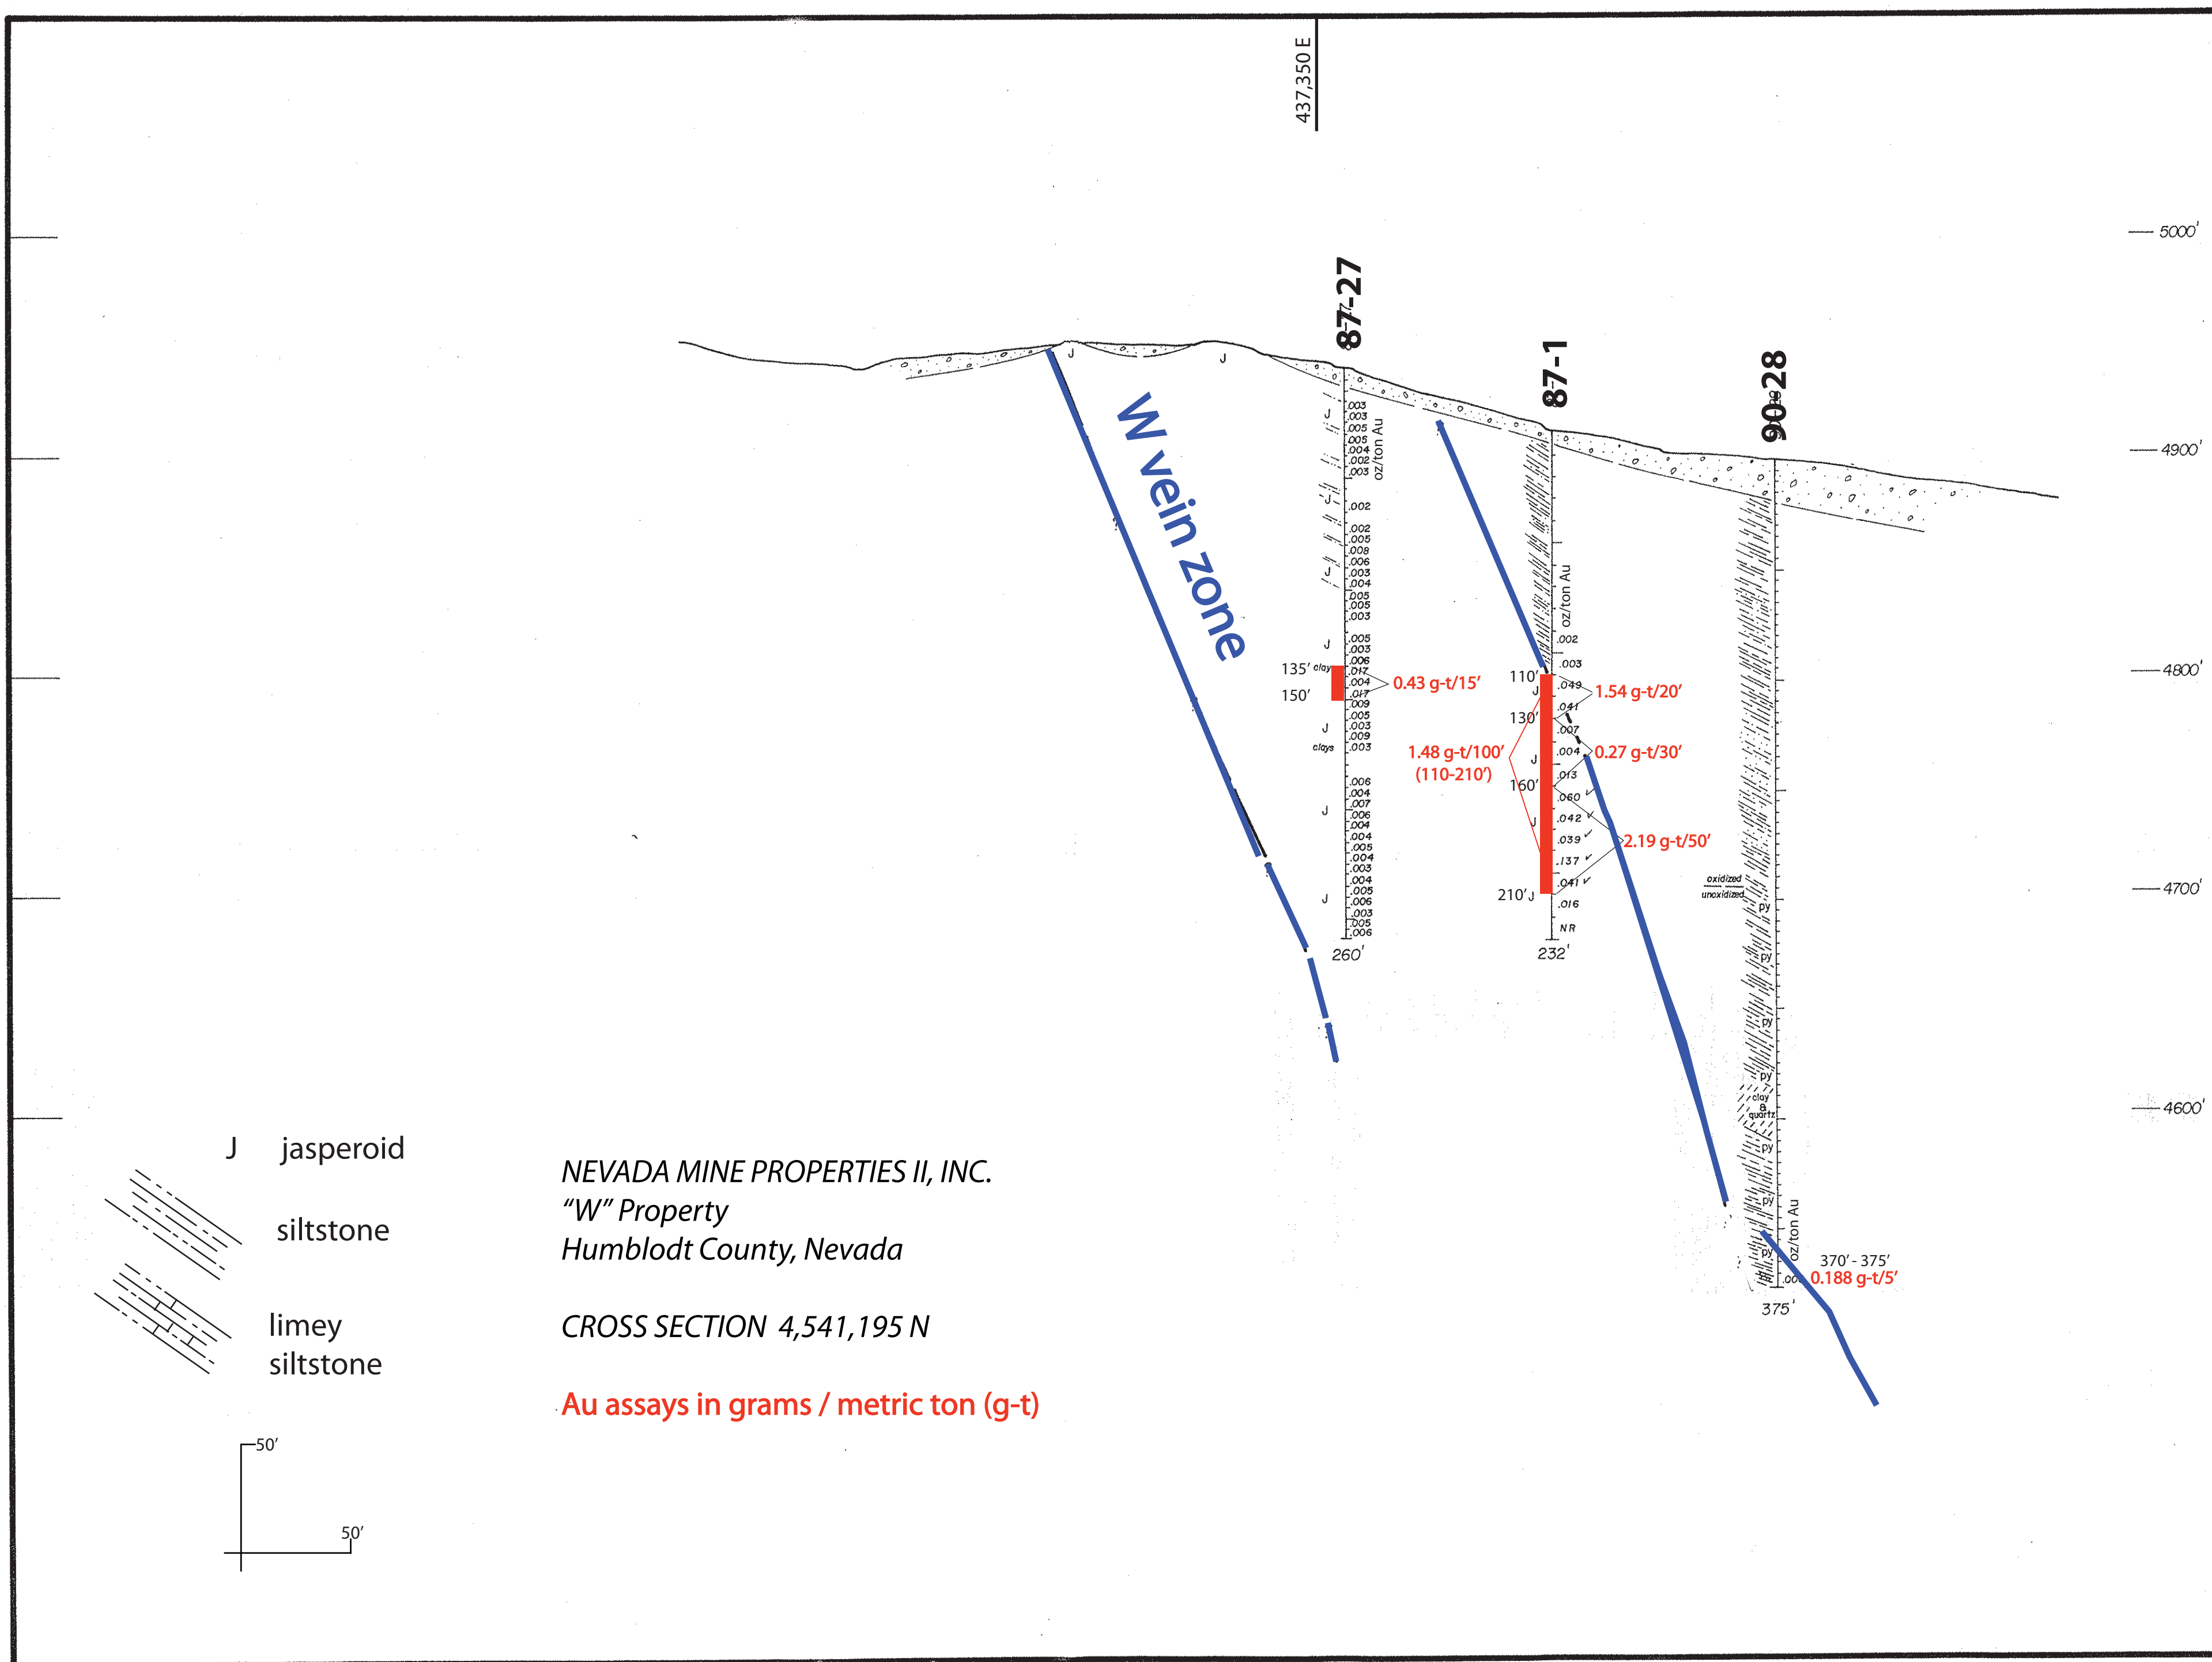 437,350 E
5000'
4900'
4800'
4700'
4600'
87-27
87-1
90-28
W vein zone
J
J
J
.003
.003
.005
.005
.004
.002
.003
oz/ton Au
J
.002
.002
.005
.008
.006
J
.003
.004
.005
.005
.003
.005
J
.003
.006
135' clay
.017
.004
.017
150'
0.43 g-t/15'
.009
.005
J
.003
.009
clays
.003
.006
.004
.007
J
.006
.004
.004
.005
.004
.003
.004
.005
J
.006
.003
.005
.006
260'
oz/ton Au
.002
.003
110'
J
.049
1.54 g-t/20'
.041
130'
.007
.004
0.27 g-t/30'
1.48 g-t/100'
(110-210')
J
.013
160'
.060
.042
J
.039
2.19 g-t/50'
.137
.041
210' J
.016
NR
232'
oxidized
unoxidized
py
py
py
py
clay
&
quartz
py
py
py
oz/ton Au
370' - 375'
0.188 g-t/5'
375'
J jasperoid
siltstone
limey
siltstone
NEVADA MINE PROPERTIES II, INC.
“W” Property
Humblodt County, Nevada
CROSS SECTION 4,541,195 N
Au assays in grams / metric ton (g-t)
50'
50'